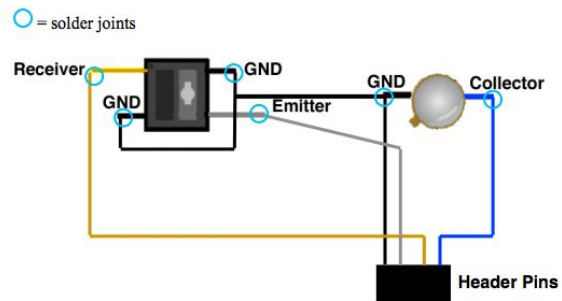 = solder joints
Receiver
GND
GND
GND
Emitter
Collector
Header Pins